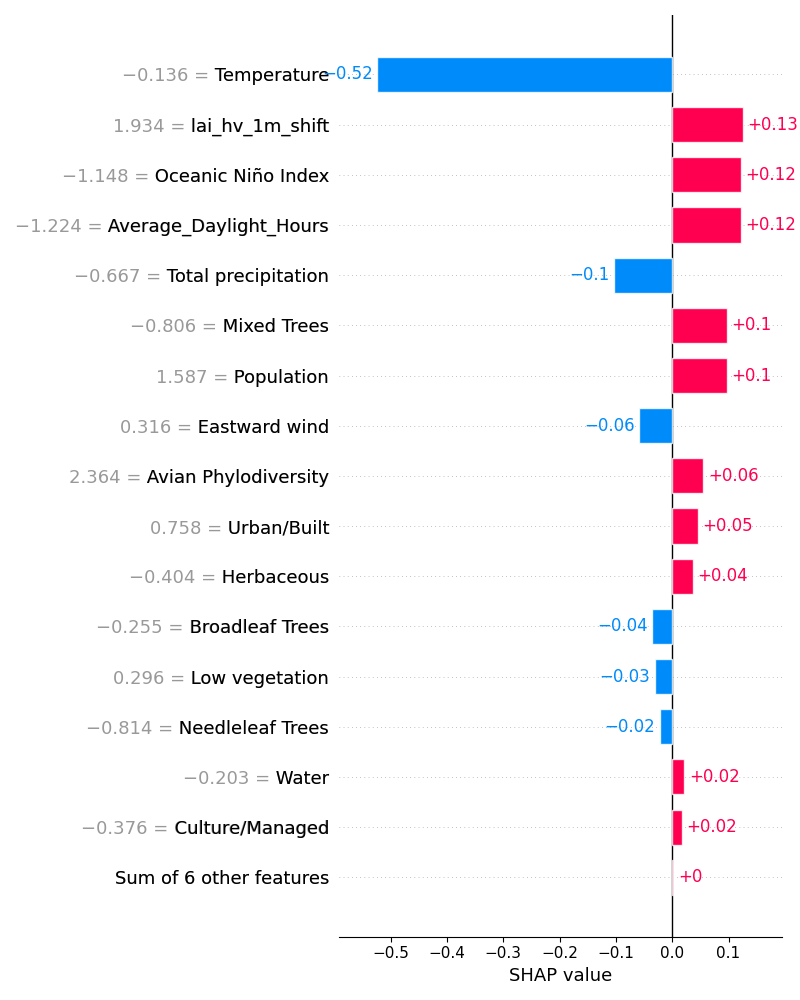 −0.136 = Temperature −0.52
1.934 = lai_hv_1m_shift +0.13
−1.148 = Oceanic Niño Index +0.12
−1.224 = Average_Daylight_Hours +0.12
−0.667 = Total precipitation −0.1
−0.806 = Mixed Trees +0.1
1.587 = Population +0.1
0.316 = Eastward wind −0.06
2.364 = Avian Phylodiversity +0.06
0.758 = Urban/Built +0.05
−0.404 = Herbaceous +0.04
−0.255 = Broadleaf Trees −0.04
0.296 = Low vegetation −0.03
−0.814 = Needleleaf Trees −0.02
−0.203 = Water +0.02
−0.376 = Culture/Managed +0.02
Sum of 6 other features +0
−0.5 −0.4 −0.3 −0.2 −0.1 0.0 0.1
SHAP value